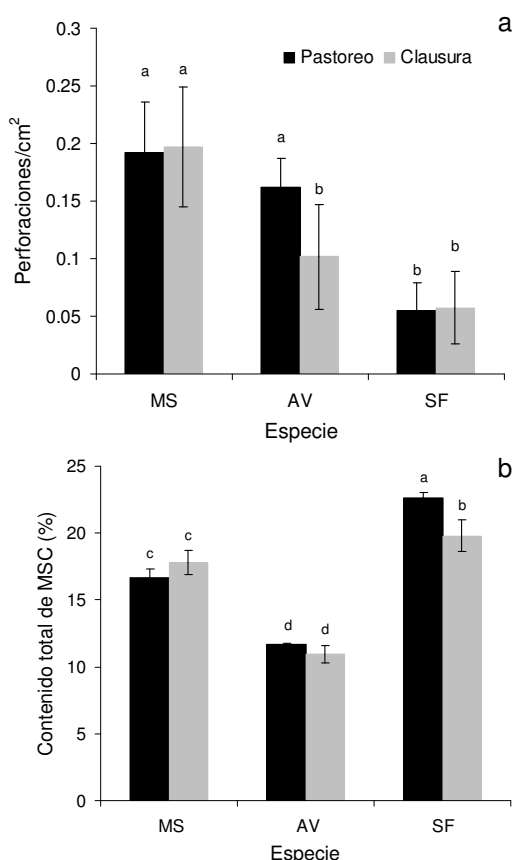 a
0.3
Pastoreo Clausura
0.25
0.2
0.15
0.1
0.05
0
Perforaciones/cm²
a a
a b
b b
MS AV SF
Especie
b
25
20
15
10
5
0
Contenido total de MSC (%)
c c
d d
a b
MS AV SF
Especie